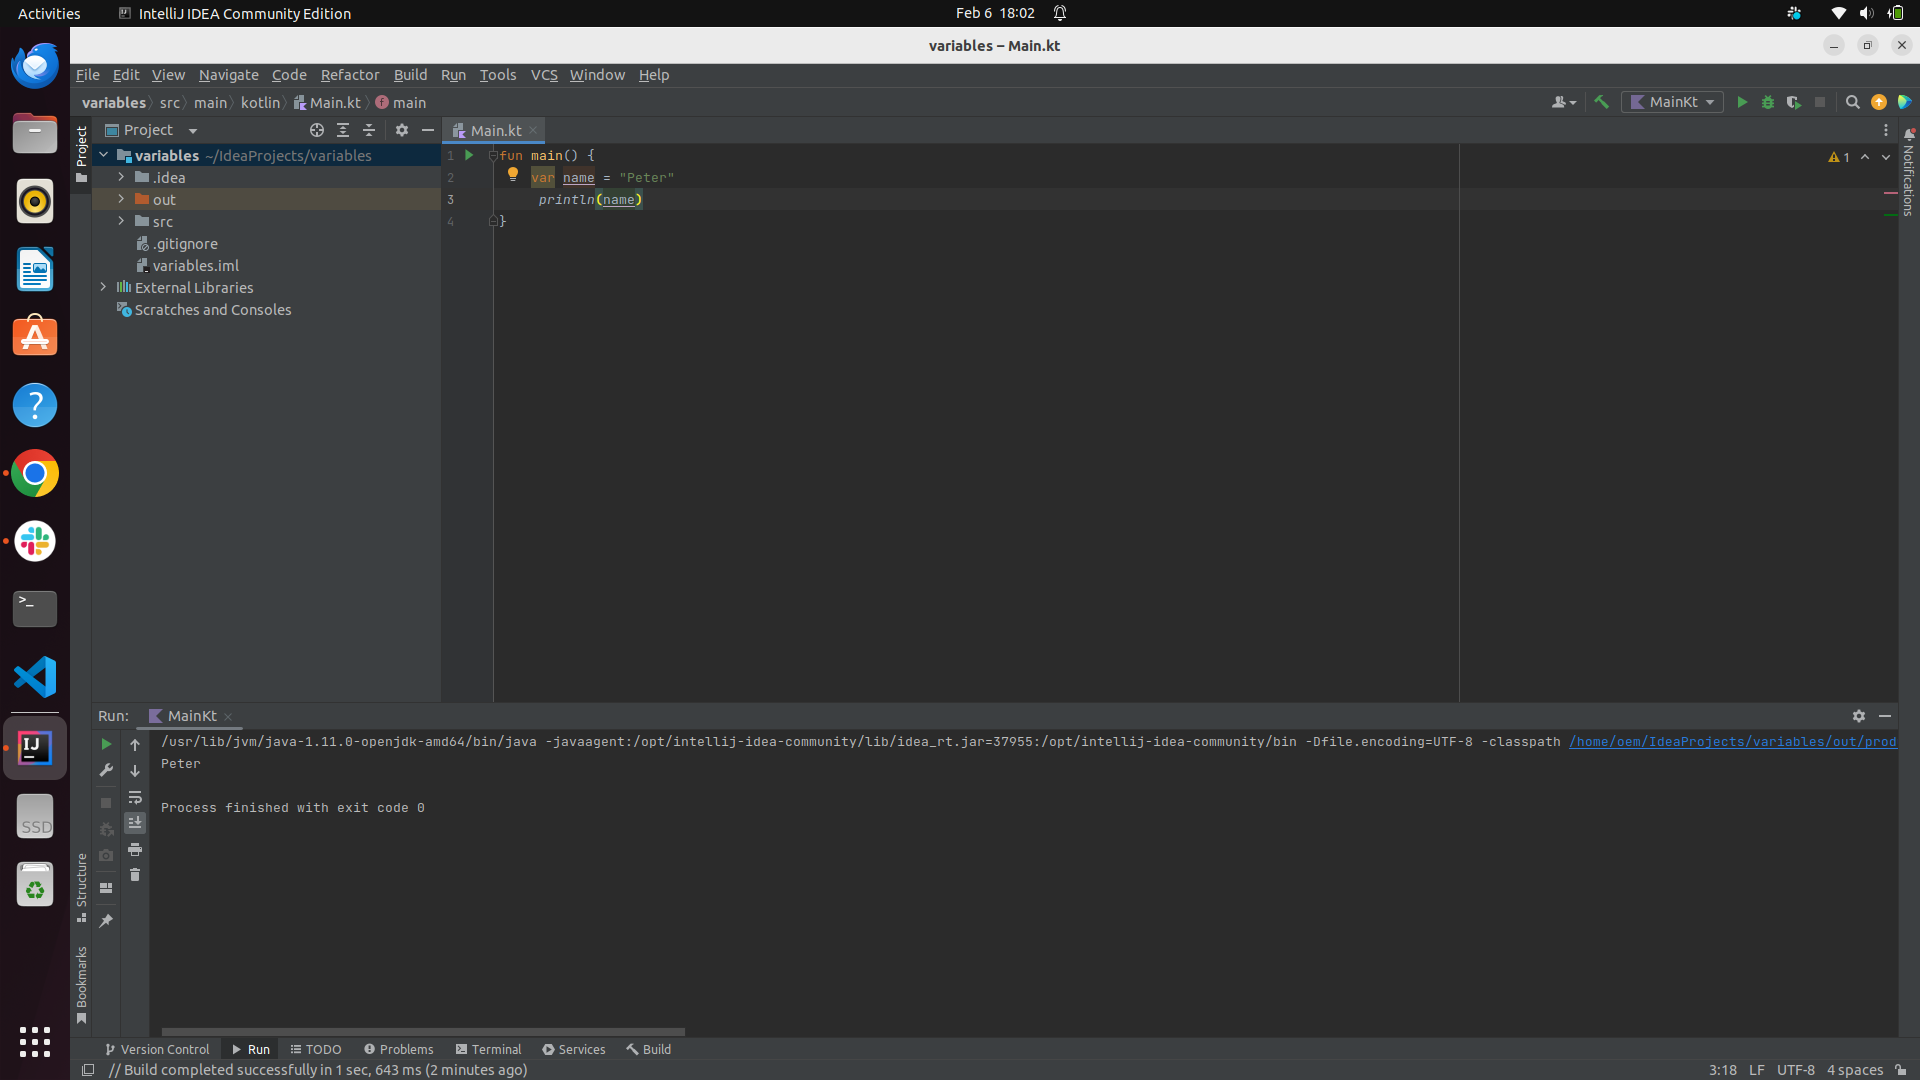 Activities IntelliJ IDEA Community Edition Feb 6 18:02
variables – Main.kt
File Edit View Navigate Code Refactor Build Run Tools VCS Window Help
variables src main kotlin Main.kt main MainKt
Project Main.kt
Project
Notifications
variables ~/IdeaProjects/variables
.idea
out
src
.gitignore
variables.iml
External Libraries
Scratches and Consoles
1 fun main() {
2 var name = "Peter"
3 println(name)
4 }
1
Run: MainKt
/usr/lib/jvm/java-1.11.0-openjdk-amd64/bin/java -javaagent:/opt/intellij-idea-community/lib/idea_rt.jar=37955:/opt/intellij-idea-community/bin -Dfile.encoding=UTF-8 -classpath /home/oem/IdeaProjects/variables/out/prod
Peter
Process finished with exit code 0
SSD
Structure
Bookmarks
Version Control Run TODO Problems Terminal Services Build
// Build completed successfully in 1 sec, 643 ms (2 minutes ago) 3:18 LF UTF-8 4 spaces